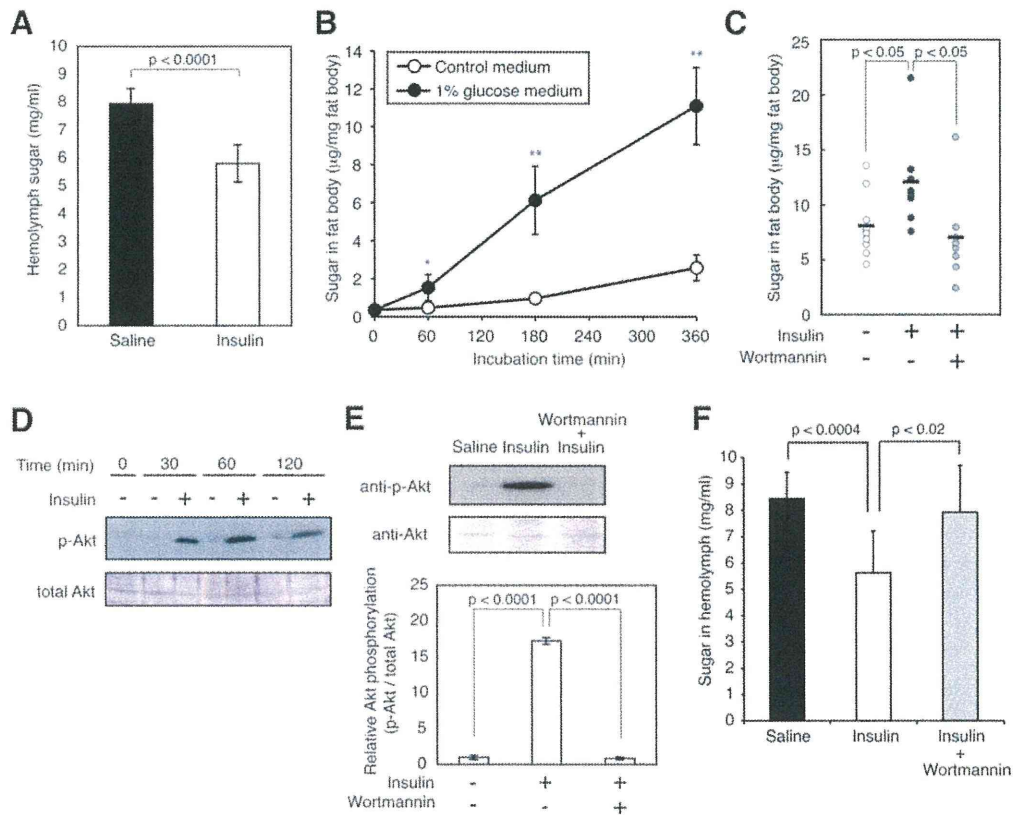 A
Hemolymph sugar (mg/ml)
10
9
8
7
6
5
4
3
2
1
0
p < 0.0001
Saline
Insulin
B
Sugar in fat body (μg/mg fat body)
14
12
10
8
6
4
2
0
Control medium
1% glucose medium
*
**
**
0 60 120 180 240 300 360
Incubation time (min)
C
Sugar in fat body (μg/mg fat body)
25
20
15
10
5
0
p < 0.05 p < 0.05
Insulin - + +
Wortmannin - - +
D
Time (min) 0 30 60 120
Insulin - - + - + - +
p-Akt
total Akt
E
Wortmannin
+
Saline Insulin Insulin
anti-p-Akt
anti-Akt
Relative Akt phosphorylation
(p-Akt / total Akt)
25
20
15
10
5
0
p < 0.0001 p < 0.0001
Insulin - + +
Wortmannin - - +
F
Sugar in hemolymph (mg/ml)
10
9
8
7
6
5
4
3
2
1
0
p < 0.0004 p < 0.02
Saline
Insulin
Insulin
+
Wortmannin